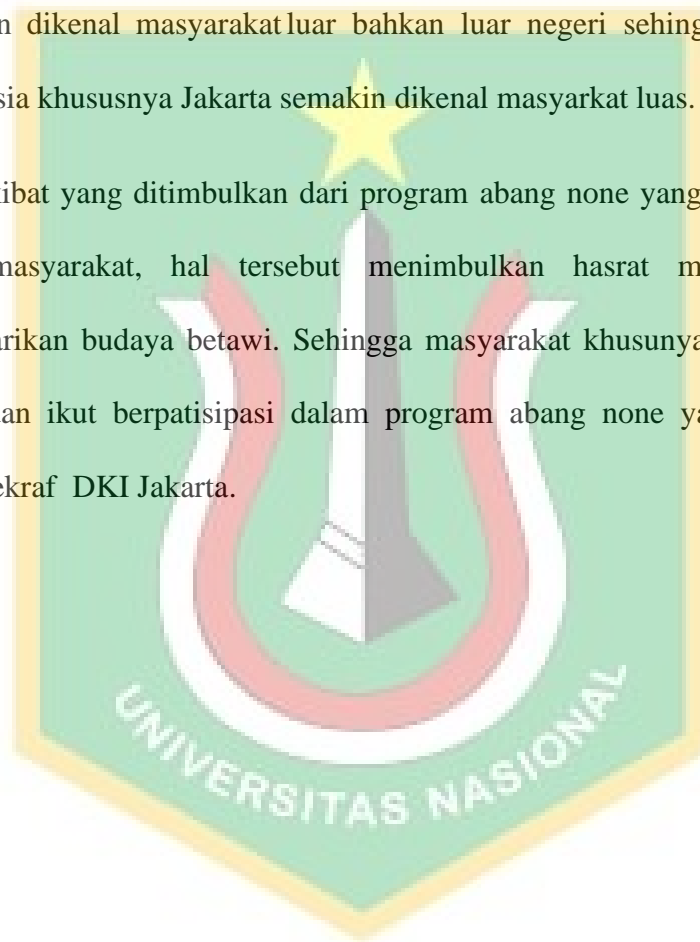 n dikenal masyarakat luar bahkan luar negeri sehing
sia khususnya Jakarta semakin dikenal masyarkat luas.
ibat yang ditimbulkan dari program abang none yang
masyarakat, hal tersebut menimbulkan hasrat m
arikan budaya betawi. Sehingga masyarakat khusunya
dan ikut berpatisipasi dalam program abang none ya
ekraf DKI Jakarta.
UNIVERSITAS NASIONAL